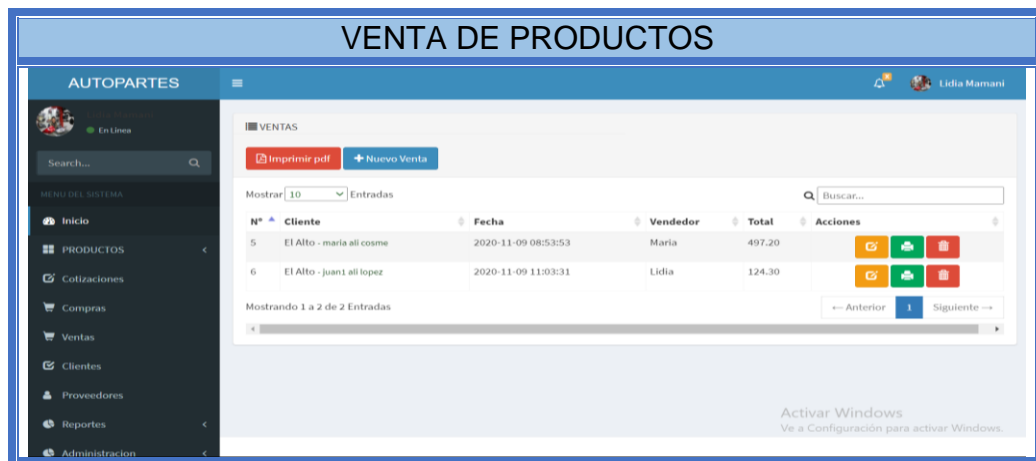 VENTA DE PRODUCTOS
AUTOPARTES
Lidia Mamani
En Linea
Search...
MENU DEL SISTEMA
Inicio
PRODUCTOS
Cotizaciones
Compras
Ventas
Clientes
Proveedores
Reportes
Administracion
VENTAS
Imprimir pdf
Nuevo Venta
Mostrar 10 Entradas
Buscar...
N° Cliente Fecha Vendedor Total Acciones
5 El Alto - maria ali cosme 2020-11-09 08:53:53 Maria 497.20
6 El Alto - juan1 ali lopez 2020-11-09 11:03:31 Lidia 124.30
Mostrando 1 a 2 de 2 Entradas
← Anterior 1 Siguiente →
Activar Windows
Ve a Configuración para activar Windows.